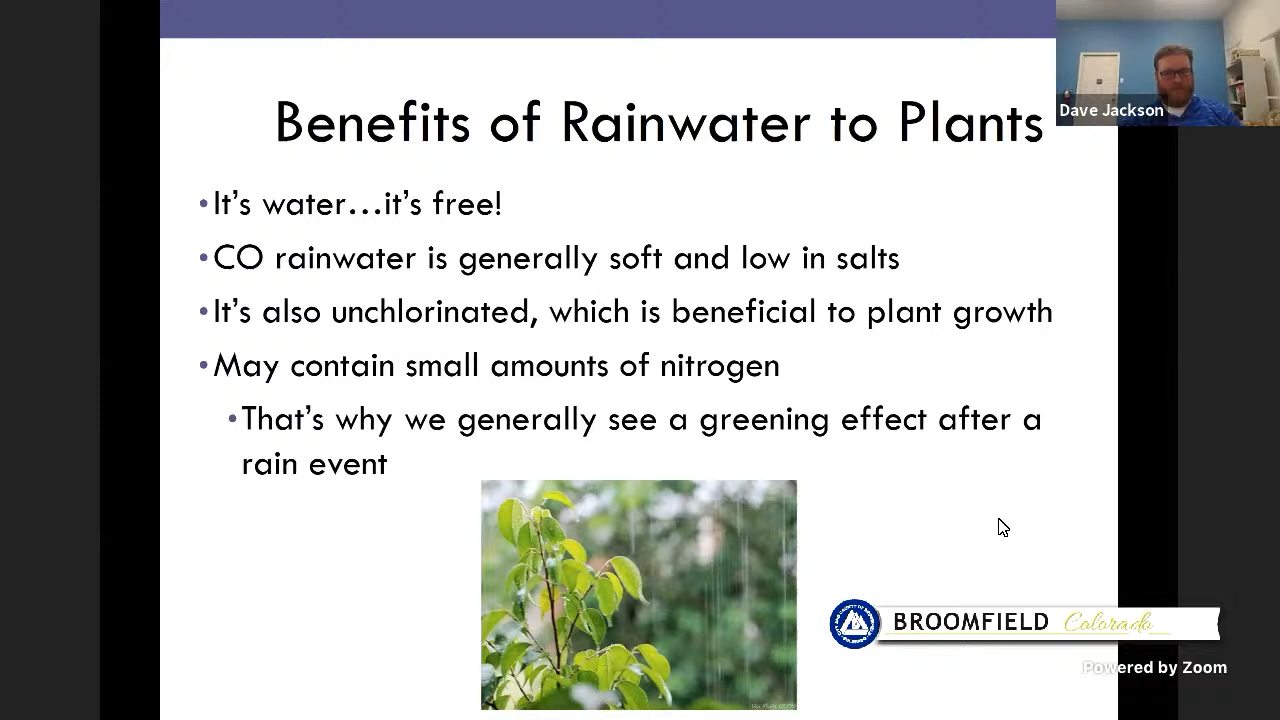 Dave Jackson
Benefits of Rainwater to Plants
•It's water...it's free!
•CO rainwater is generally soft and low in salts
•It's also unchlorinated, which is beneficial to plant growth
•May contain small amounts of nitrogen
•That's why we generally see a greening effect after a
rain event
BROOMFIELD Colorado
Powered by Zoom